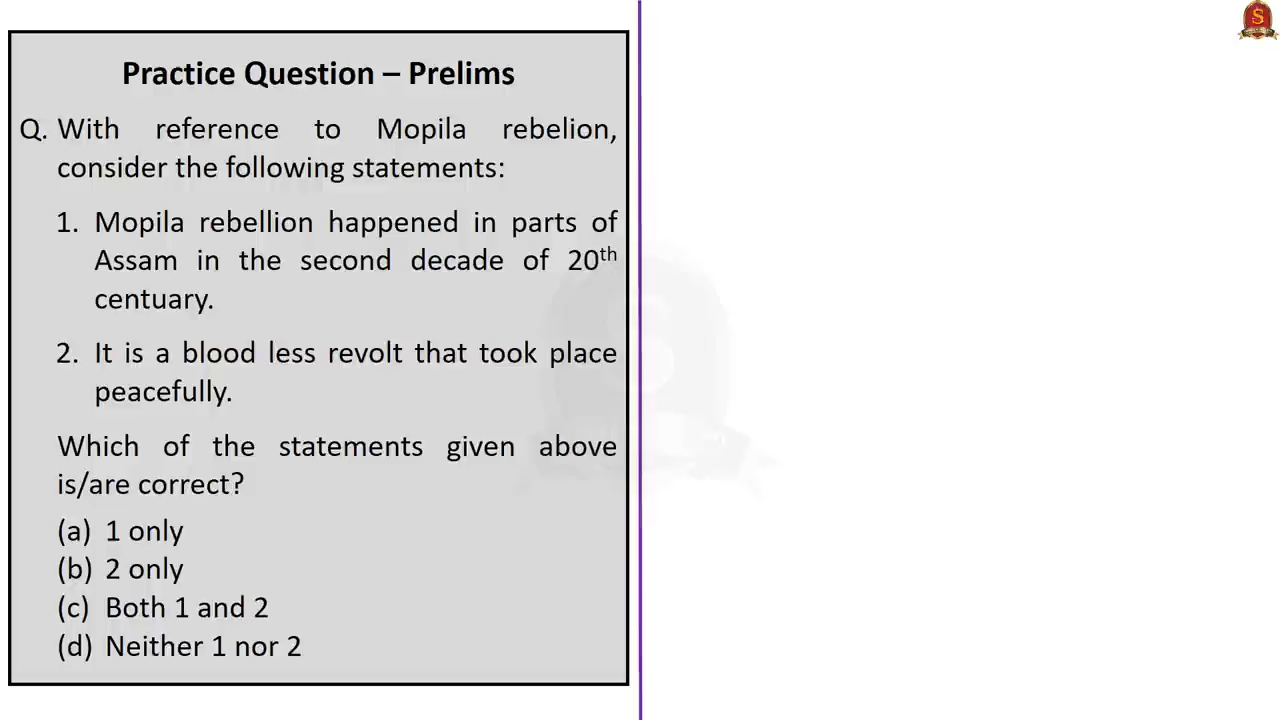 Practice Question – Prelims
Q. With reference to Mopila rebelion,
consider the following statements:
1. Mopila rebellion happened in parts of
Assam in the second decade of 20th
centuary.
2. It is a blood less revolt that took place
peacefully.
Which of the statements given above
is/are correct?
(a) 1 only
(b) 2 only
(c) Both 1 and 2
(d) Neither 1 nor 2
S